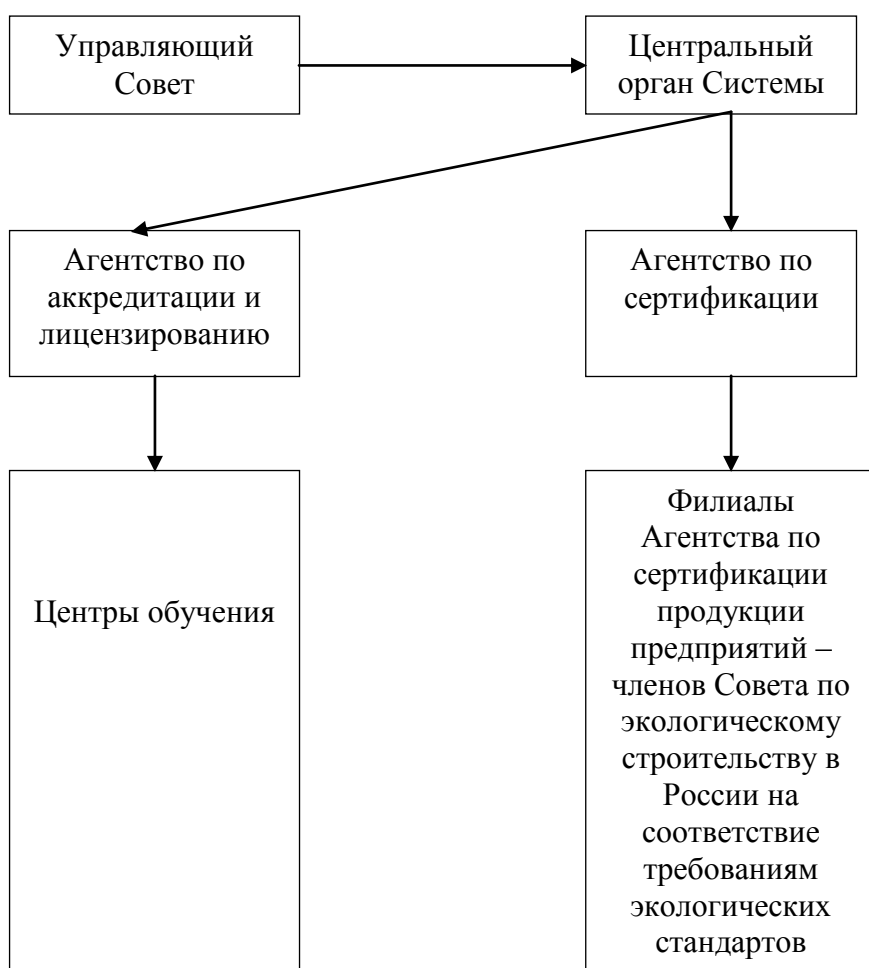 Управляющий
Совет
Центральный
орган Системы
Агентство по
аккредитации и
лицензированию
Агентство по
сертификации
Центры обучения
Филиалы
Агентства по
сертификации
продукции
предприятий –
членов Совета по
экологическому
строительству в
России на
соответствие
требованиям
экологических
стандартов